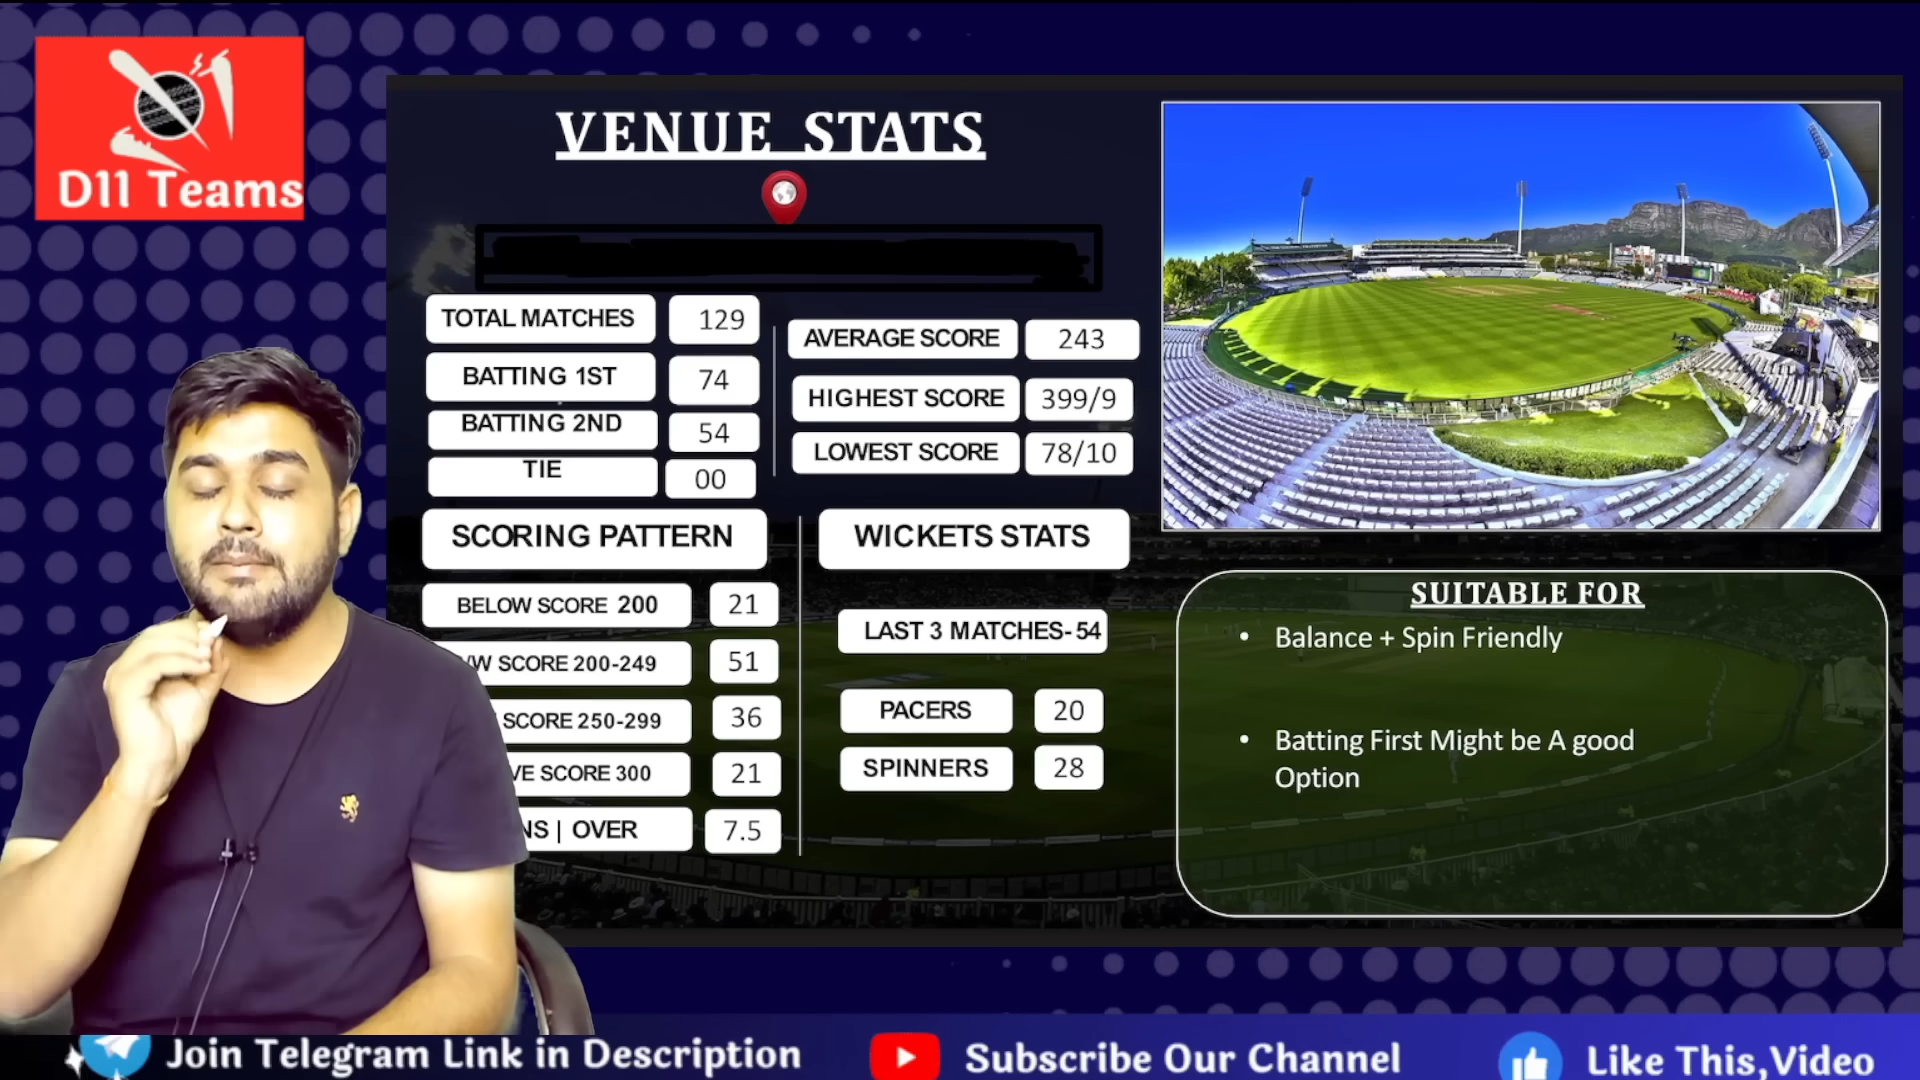 D11 Teams
VENUE STATS
TOTAL MATCHES 129
BATTING 1ST 74
BATTING 2ND 54
TIE 00
AVERAGE SCORE 243
HIGHEST SCORE 399/9
LOWEST SCORE 78/10
SCORING PATTERN
BELOW SCORE 200 21
/W SCORE 200-249 51
SCORE 250-299 36
VE SCORE 300 21
NS | OVER 7.5
WICKETS STATS
LAST 3 MATCHES-54
PACERS 20
SPINNERS 28
SUITABLE FOR
• Balance + Spin Friendly
• Batting First Might be A good
Option
Join Telegram Link in Description
Subscribe Our Channel
Like This,Video